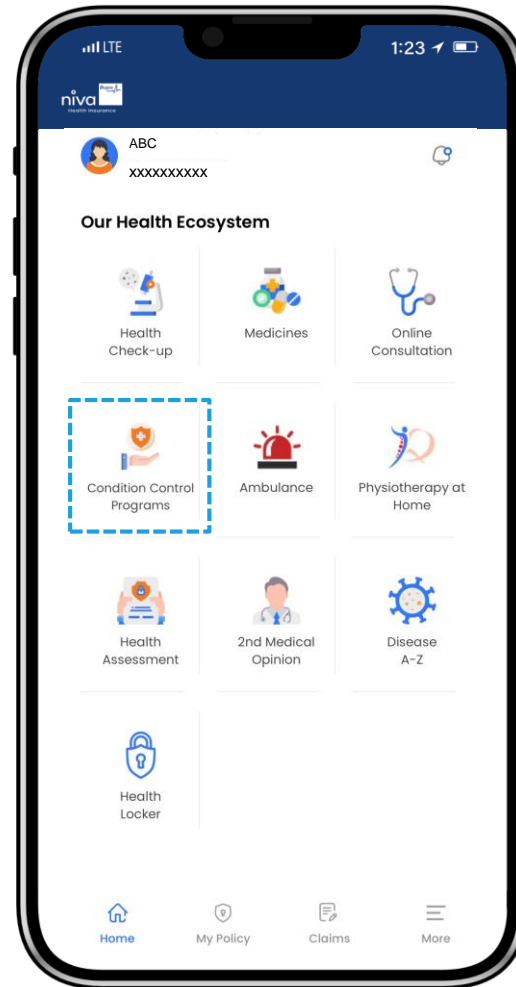 LTE
1:23
niva
Health Insurance
ABC
xxxxxxxxxx
Our Health Ecosystem
Health
Check-up
Medicines
Online
Consultation
Condition Control
Programs
Ambulance
Physiotherapy at
Home
Health
Assessment
2nd Medical
Opinion
Disease
A-Z
Health
Locker
Home
My Policy
Claims
More